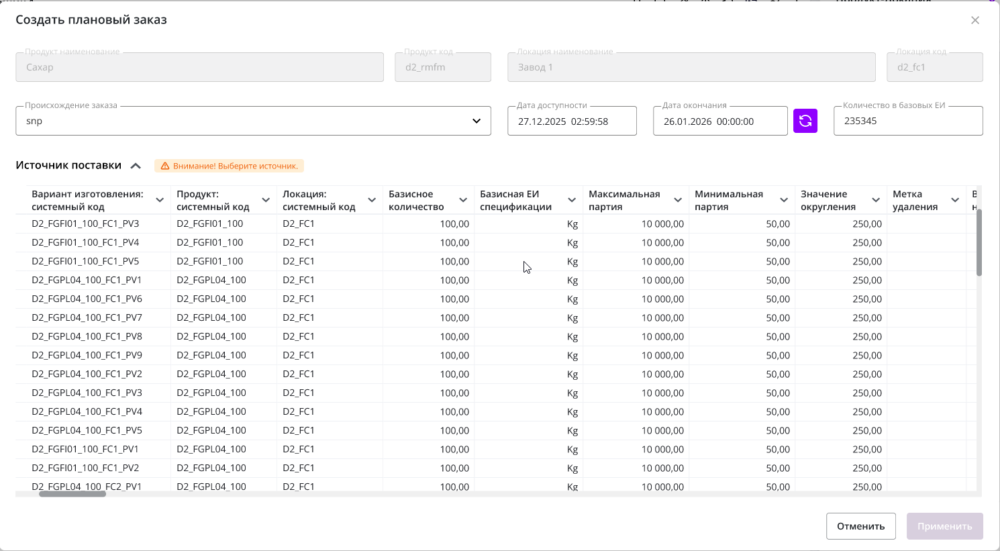 Создать плановый заказ
Продукт наименование Продукт код Локация наименование Локация код
Сахар d2_rmfm Завод 1 d2_fc1
Происхождение заказа Дата доступности Дата окончания Количество в базовых ЕИ
snp 27.12.2025 02:59:58 26.01.2026 00:00:00 235345
Источник поставки Внимание! Выберите источник.
Вариант изготовления: Продукт: Локация: Базисное Базисная ЕИ Максимальная Минимальная Значение Метка
системный код системный код системный код количество спецификации партия партия округления удаления
D2_FGFI01_100_FC1_PV3 D2_FGFI01_100 D2_FC1 100,00 Kg 10 000,00 50,00 250,00
D2_FGFI01_100_FC1_PV4 D2_FGFI01_100 D2_FC1 100,00 Kg 10 000,00 50,00 250,00
D2_FGFI01_100_FC1_PV5 D2_FGFI01_100 D2_FC1 100,00 Kg 10 000,00 50,00 250,00
D2_FGPL04_100_FC1_PV1 D2_FGPL04_100 D2_FC1 100,00 Kg 10 000,00 50,00 250,00
D2_FGPL04_100_FC1_PV6 D2_FGPL04_100 D2_FC1 100,00 Kg 10 000,00 50,00 250,00
D2_FGPL04_100_FC1_PV7 D2_FGPL04_100 D2_FC1 100,00 Kg 10 000,00 50,00 250,00
D2_FGPL04_100_FC1_PV8 D2_FGPL04_100 D2_FC1 100,00 Kg 10 000,00 50,00 250,00
D2_FGPL04_100_FC1_PV9 D2_FGPL04_100 D2_FC1 100,00 Kg 10 000,00 50,00 250,00
D2_FGPL04_100_FC1_PV2 D2_FGPL04_100 D2_FC1 100,00 Kg 10 000,00 50,00 250,00
D2_FGPL04_100_FC1_PV3 D2_FGPL04_100 D2_FC1 100,00 Kg 10 000,00 50,00 250,00
D2_FGPL04_100_FC1_PV4 D2_FGPL04_100 D2_FC1 100,00 Kg 10 000,00 50,00 250,00
D2_FGPL04_100_FC1_PV5 D2_FGPL04_100 D2_FC1 100,00 Kg 10 000,00 50,00 250,00
D2_FGFI01_100_FC1_PV1 D2_FGPL04_100 D2_FC1 100,00 Kg 10 000,00 50,00 250,00
D2_FGFI01_100_FC1_PV2 D2_FGPL04_100 D2_FC1 100,00 Kg 10 000,00 50,00 250,00
D2_FGPL04_100_FC2_PV1 D2_FGPL04_100 D2_FC1 100,00 Kg 10 000,00 50,00 250,00
Отменить Применить